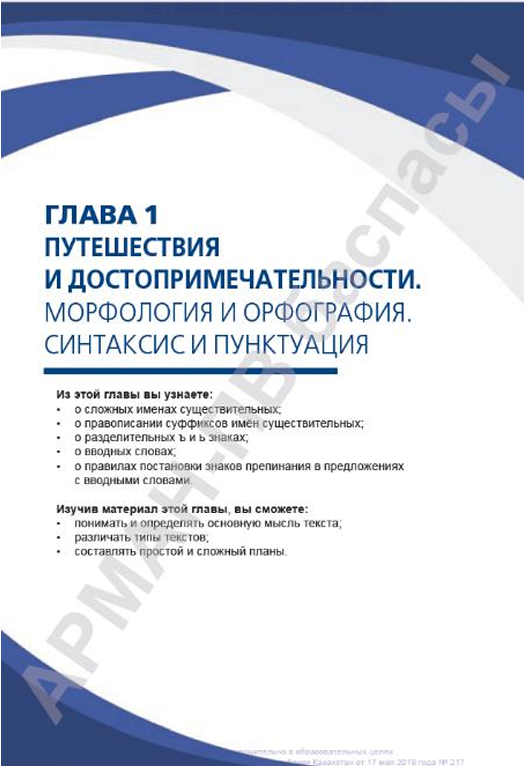 ГЛАВА 1
ПУТЕШЕСТВИЯ
И ДОСТОПРИМЕЧАТЕЛЬНОСТИ.
МОРФОЛОГИЯ И ОРФОГРАФИЯ.
СИНТАКСИС И ПУНКТУАЦИЯ
Из этой главы вы узнаете:
• о сложных именах существительных;
• о правописании суффиксов имён существительных;
• о разделительных ъ и ь знаках;
• о вводных словах;
• о правилах постановки знаков препинания в предложениях
с вводными словами.
Изучив материал этой главы, вы сможете:
• понимать и определять основную мысль текста;
• различать типы текстов;
• составлять простой и сложный планы.
АРМАН-ПВ баспасы
в образовательных целях
Казахстан от 17 мая 2019 года № 217